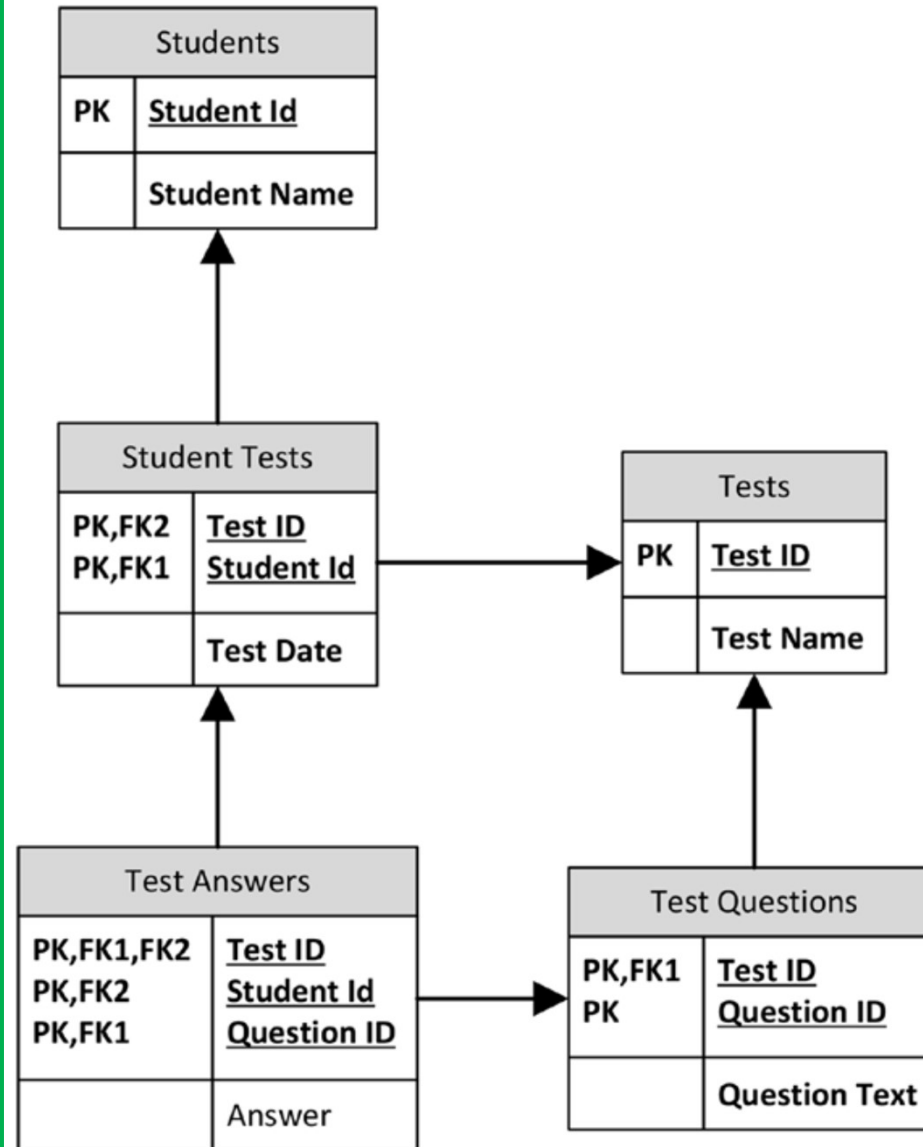 Students
PK Student Id
Student Name
Student Tests
PK,FK2 Test ID
PK,FK1 Student Id
Test Date
Tests
PK Test ID
Test Name
Test Answers
PK,FK1,FK2 Test ID
PK,FK2 Student Id
PK,FK1 Question ID
Answer
Test Questions
PK,FK1 Test ID
PK Question ID
Question Text